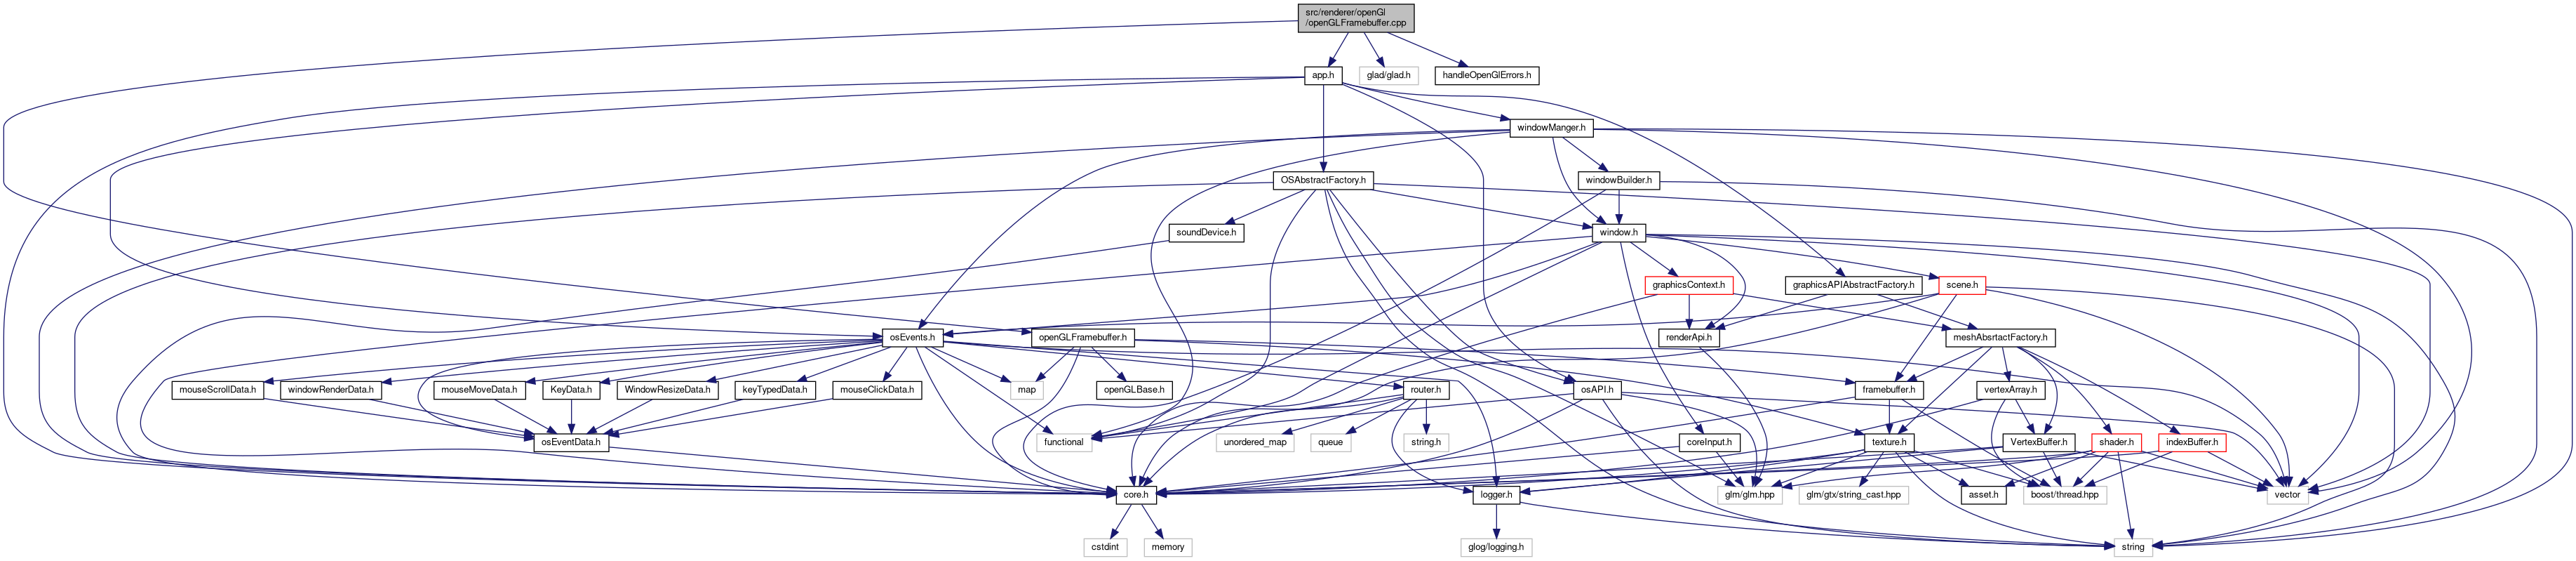 src/renderer/openGl
/openGLFramebuffer.cpp
app.h
glad/glad.h
handleOpenGlErrors.h
windowManger.h
OSAbstractFactory.h
windowBuilder.h
soundDevice.h
window.h
graphicsContext.h
graphicsAPIAbstractFactory.h
scene.h
osEvents.h
openGLFramebuffer.h
renderApi.h
meshAbsrtactFactory.h
mouseScrollData.h
windowRenderData.h
mouseMoveData.h
KeyData.h
WindowResizeData.h
keyTypedData.h
mouseClickData.h
map
openGLBase.h
router.h
osAPI.h
framebuffer.h
vertexArray.h
osEventData.h
functional
unordered_map
queue
string.h
coreInput.h
texture.h
VertexBuffer.h
shader.h
indexBuffer.h
core.h
logger.h
glm/glm.hpp
glm/gtx/string_cast.hpp
asset.h
boost/thread.hpp
vector
cstdint
memory
glog/logging.h
string